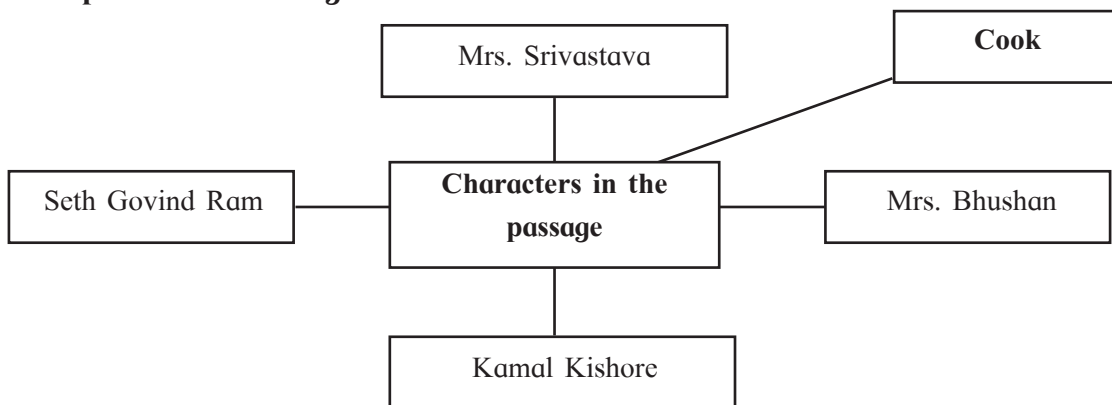 Cook
Mrs. Srivastava
Characters in the
passage
Seth Govind Ram
Mrs. Bhushan
Kamal Kishore